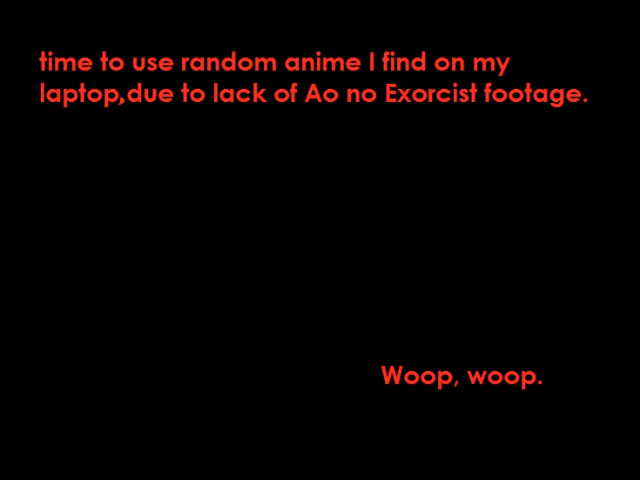 time to use random anime I find on my
laptop,due to lack of Ao no Exorcist footage.
Woop, woop.